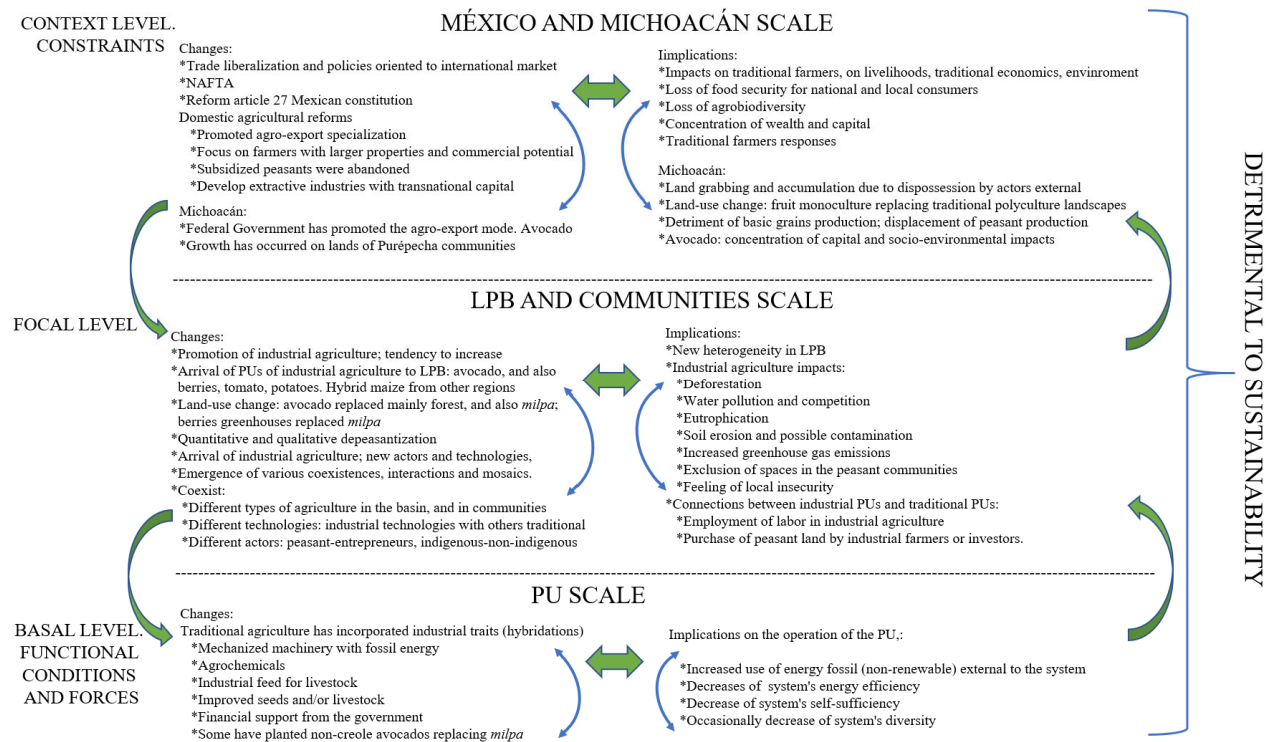 CONTEXT LEVEL.
CONSTRAINTS
MÉXICO AND MICHOACÁN SCALE
Changes:
*Trade liberalization and policies oriented to international market
*NAFTA
*Reform article 27 Mexican constitution
Domestic agricultural reforms
*Promoted agro-export specialization
*Focus on farmers with larger properties and commercial potential
*Subsidized peasants were abandoned
*Develop extractive industries with transnational capital
Michoacán:
*Federal Government has promoted the agro-export mode. Avocado
*Growth has occurred on lands of Purépecha communities
Iimplications:
*Impacts on traditional farmers, on livelihoods, traditional economics, envinroment
*Loss of food security for national and local consumers
*Loss of agrobiodiversity
*Concentration of wealth and capital
*Traditional farmers responses
Michoacán:
*Land grabbing and accumulation due to dispossession by actors external
*Land-use change: fruit monoculture replacing traditional polyculture landscapes
*Detriment of basic grains production; displacement of peasant production
*Avocado: concentration of capital and socio-environmental impacts
FOCAL LEVEL
LPB AND COMMUNITIES SCALE
Changes:
*Promotion of industrial agriculture; tendency to increase
*Arrival of PUs of industrial agriculture to LPB: avocado, and also
berries, tomato, potatoes. Hybrid maize from other regions
*Land-use change: avocado replaced mainly forest, and also milpa;
berries greenhouses replaced milpa
*Quantitative and qualitative depeasantization
*Arrival of industrial agriculture; new actors and technologies,
*Emergence of various coexistences, interactions and mosaics.
*Coexist:
*Different types of agriculture in the basin, and in communities
*Different technologies: industrial technologies with others traditional
*Different actors: peasant-entrepreneurs, indigenous-non-indigenous
Implications:
*New heterogeneity in LPB
*Industrial agriculture impacts:
*Deforestation
*Water pollution and competition
*Eutrophication
*Soil erosion and possible contamination
*Increased greenhouse gas emissions
*Exclusion of spaces in the peasant communities
*Feeling of local insecurity
*Connections between industrial PUs and traditional PUs:
*Employment of labor in industrial agriculture
*Purchase of peasant land by industrial farmers or investors.
BASAL LEVEL.
FUNCTIONAL
CONDITIONS
AND FORCES
PU SCALE
Changes:
Traditional agriculture has incorporated industrial traits (hybridations)
*Mechanized machinery with fossil energy
*Agrochemicals
*Industrial feed for livestock
*Improved seeds and/or livestock
*Financial support from the government
*Some have planted non-creole avocados replacing milpa
Implications on the operation of the PU,:
*Increased use of energy fossil (non-renewable) external to the system
*Decreases of system's energy efficiency
*Decrease of system's self-sufficiency
*Occasionally decrease of system's diversity
DETRIMENTAL TO SUSTAINABILITY